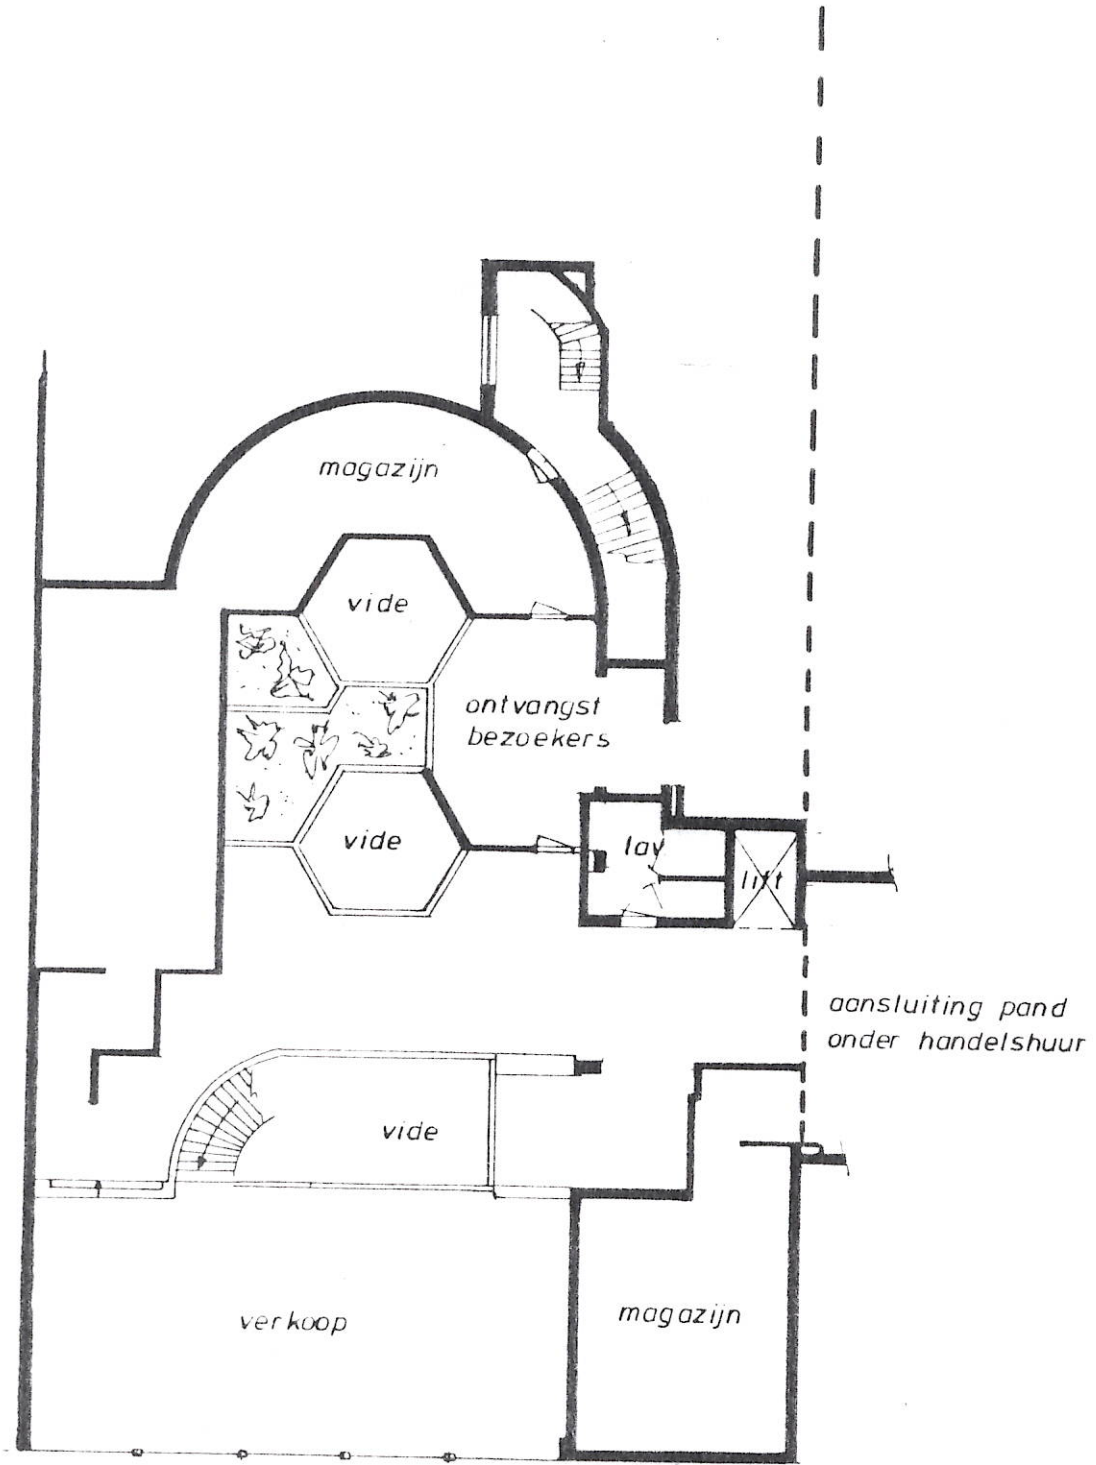 magazijn
vide
ontvangst
bezoekers
vide
lav
lift
aansluiting pand
onder handelshuur
vide
verkoop
magazijn